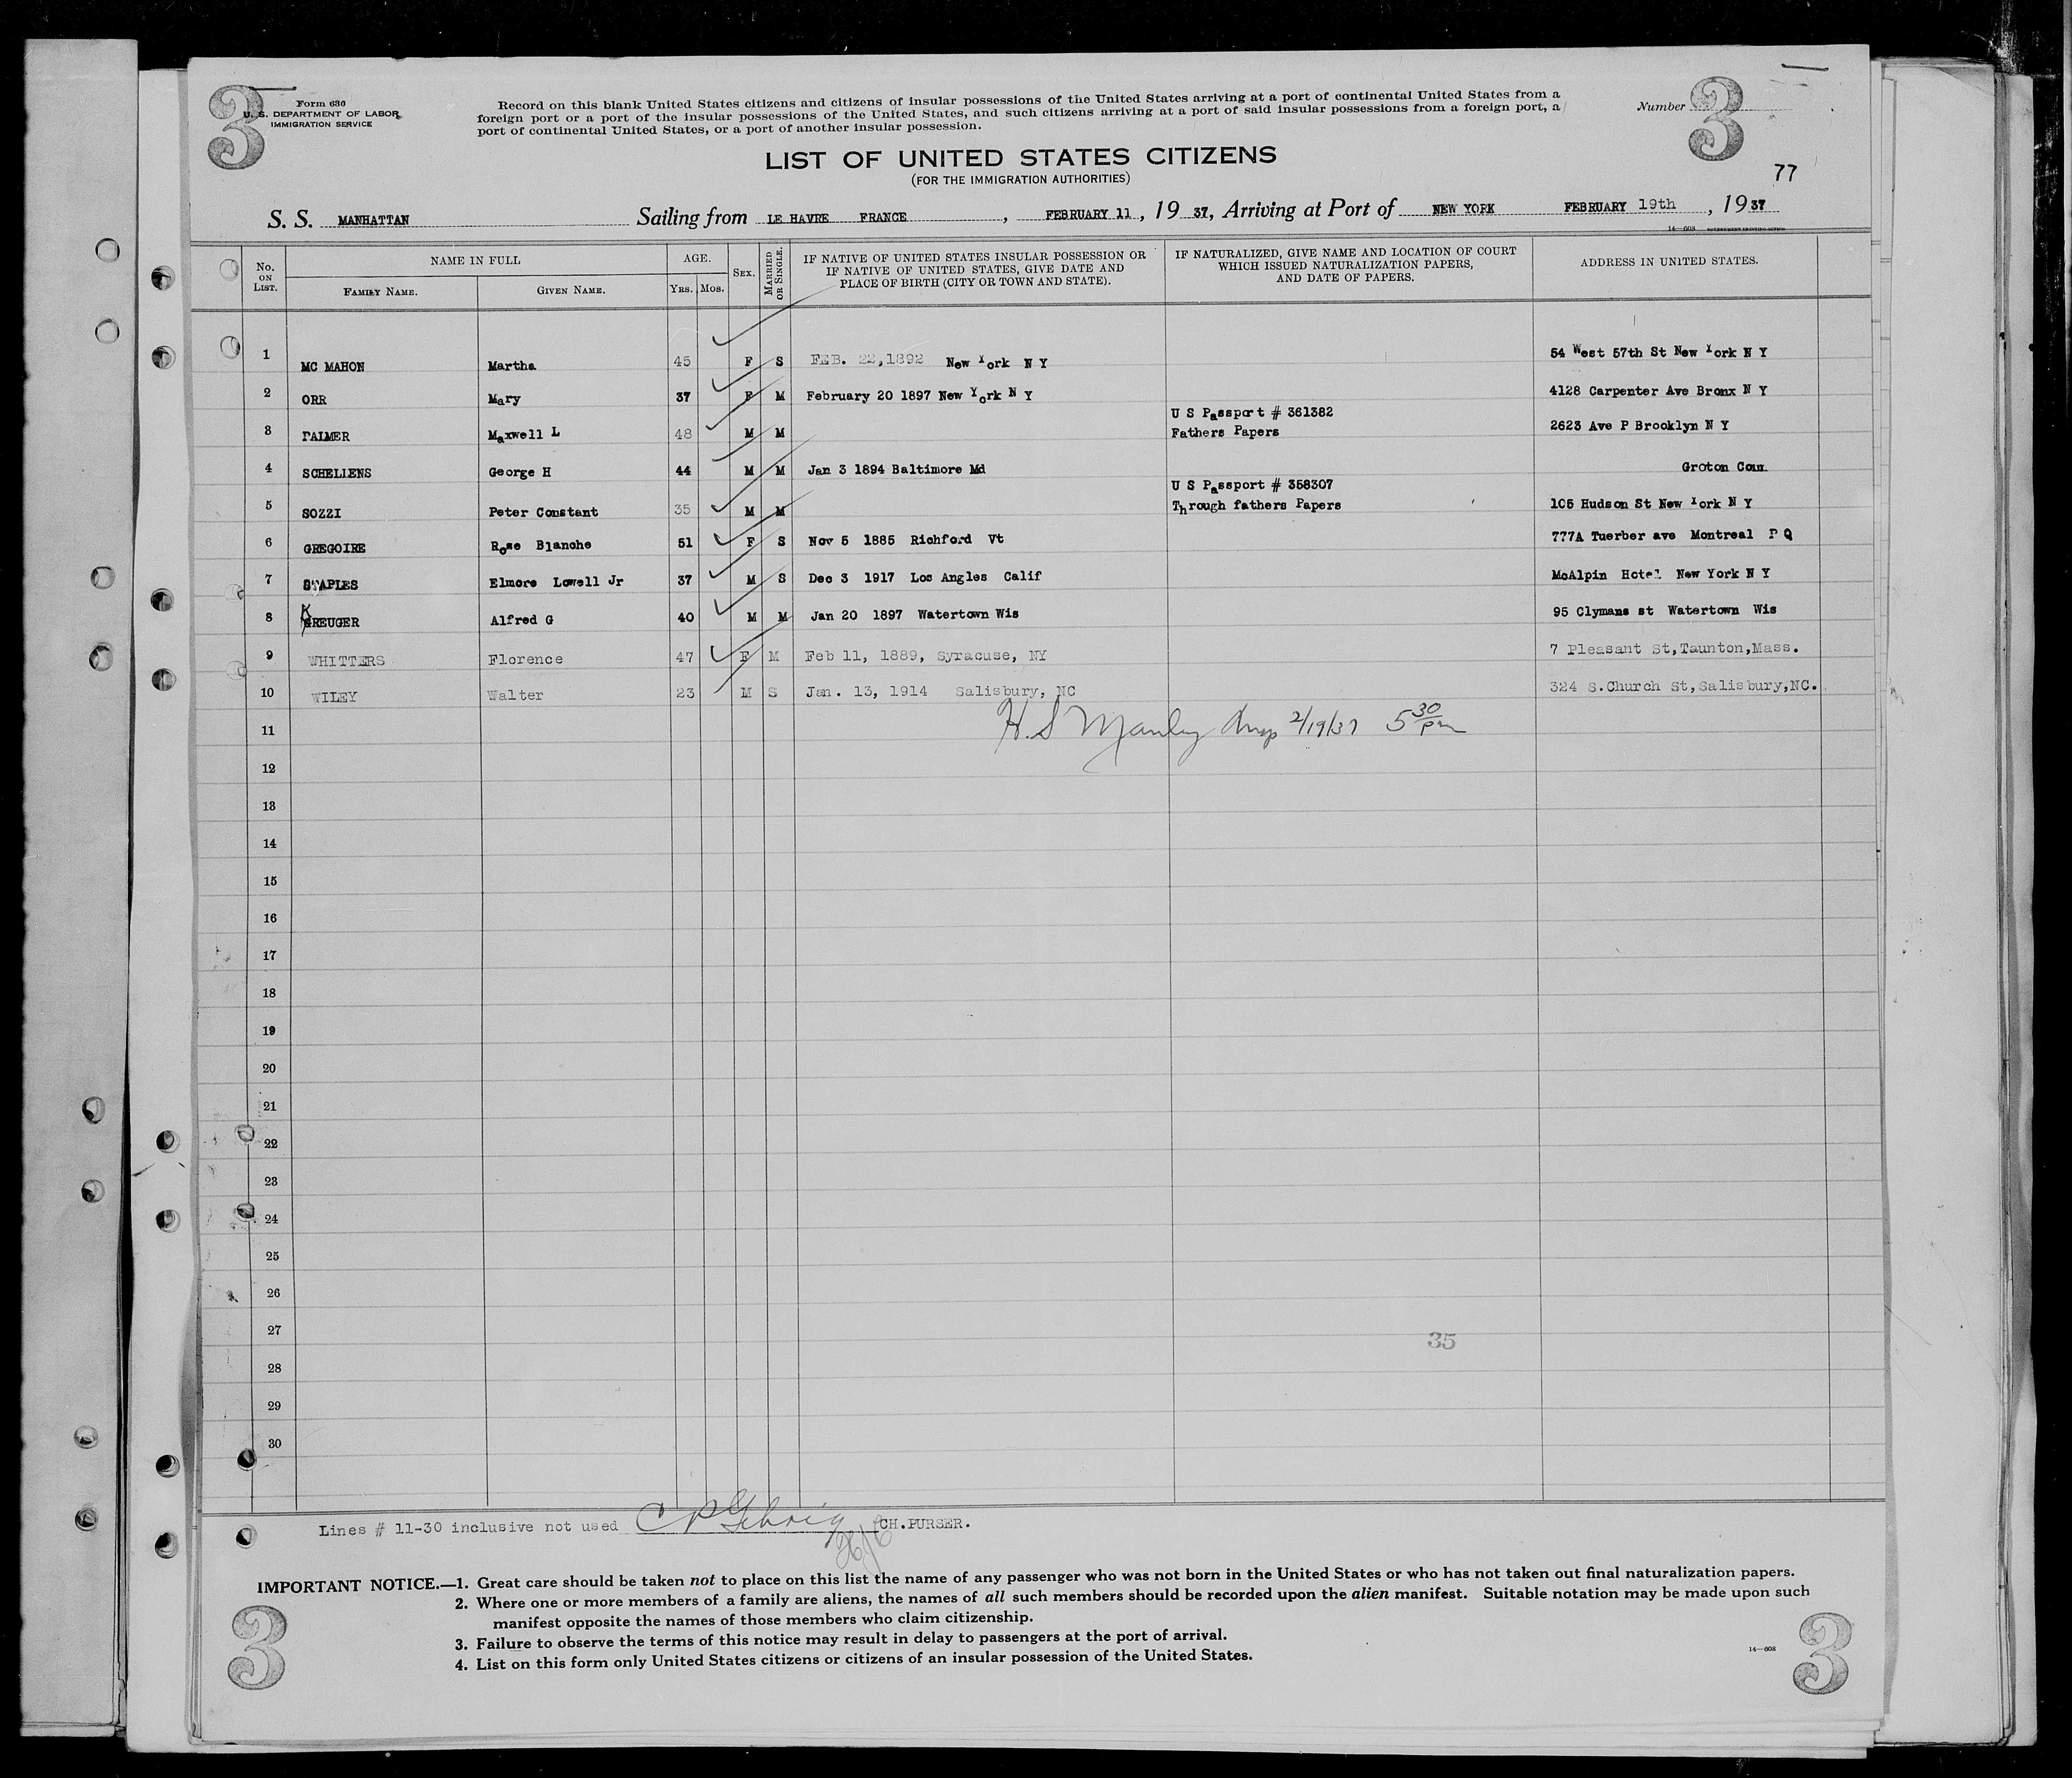 3
Form 630
U. S. DEPARTMENT OF LABOR
IMMIGRATION SERVICE
Record on this blank United States citizens and citizens of insular possessions of the United States arriving at a port of continental United States from a
foreign port or a port of the insular possessions of the United States, and such citizens arriving at a port of said insular possessions from a foreign port, a
port of continental United States, or a port of another insular possession.
Number 3
LIST OF UNITED STATES CITIZENS
(FOR THE IMMIGRATION AUTHORITIES)
77
S. S. MANHATTAN Sailing from LE HAVRE FRANCE , FEBRUARY 11 , 19 37, Arriving at Port of NEW YORK FEBRUARY 19th , 19 37
14—608
No. ON LIST. NAME IN FULL FAMILY NAME. GIVEN NAME. AGE. YRS. MOS. SEX. MARRIED OR SINGLE. IF NATIVE OF UNITED STATES INSULAR POSSESSION OR IF NATIVE OF UNITED STATES, GIVE DATE AND PLACE OF BIRTH (CITY OR TOWN AND STATE). IF NATURALIZED, GIVE NAME AND LOCATION OF COURT WHICH ISSUED NATURALIZATION PAPERS, AND DATE OF PAPERS. ADDRESS IN UNITED STATES.
1 MC MAHON Martha 45 F S FEB. 22,1892 New York N Y 54 West 57th St New York N Y
2 ORR Mary 37 F M February 20 1897 New York N Y 4128 Carpenter Ave Bronx N Y
U S Passport # 361382
3 PALMER Maxwell L 48 M M Fathers Papers 2623 Ave P Brooklyn N Y
4 SCHELLENS George H 44 M M Jan 3 1894 Baltimore Md Groton Conn
U S Passport # 358307
5 SOZZI Peter Constant 35 M M Through fathers Papers 105 Hudson St New York N Y
6 GREGOIRE Rose Blanche 51 F S Nov 5 1885 Richford Vt 777A Tuerber ave Montreal P Q
7 STAPLES Elmore Lowell Jr 37 M S Dec 3 1917 Los Angles Calif McAlpin Hotel New York N Y
8 KREUGER Alfred G 40 M M Jan 20 1897 Watertown Wis 95 Clymans st Watertown Wis
9 WHITTERS Florence 47 F M Feb 11, 1889, Syracuse, NY 7 Pleasant St,Taunton,Mass.
10 WILEY Walter 23 M S Jan. 13, 1914 Salisbury, NC 324 S.Church St,Salisbury,NC.
11 H. S Manley 2/19/37 5 30 pm
12
13
14
15
16
17
18
19
20
21
22
23
24
25
26
27
35
28
29
30
Lines # 11-30 inclusive not used CH.PURSER.
IMPORTANT NOTICE.—1. Great care should be taken not to place on this list the name of any passenger who was not born in the United States or who has not taken out final naturalization papers.
2. Where one or more members of a family are aliens, the names of all such members should be recorded upon the alien manifest. Suitable notation may be made upon such
manifest opposite the names of those members who claim citizenship.
3. Failure to observe the terms of this notice may result in delay to passengers at the port of arrival.
4. List on this form only United States citizens or citizens of an insular possession of the United States.
14—608
3
3